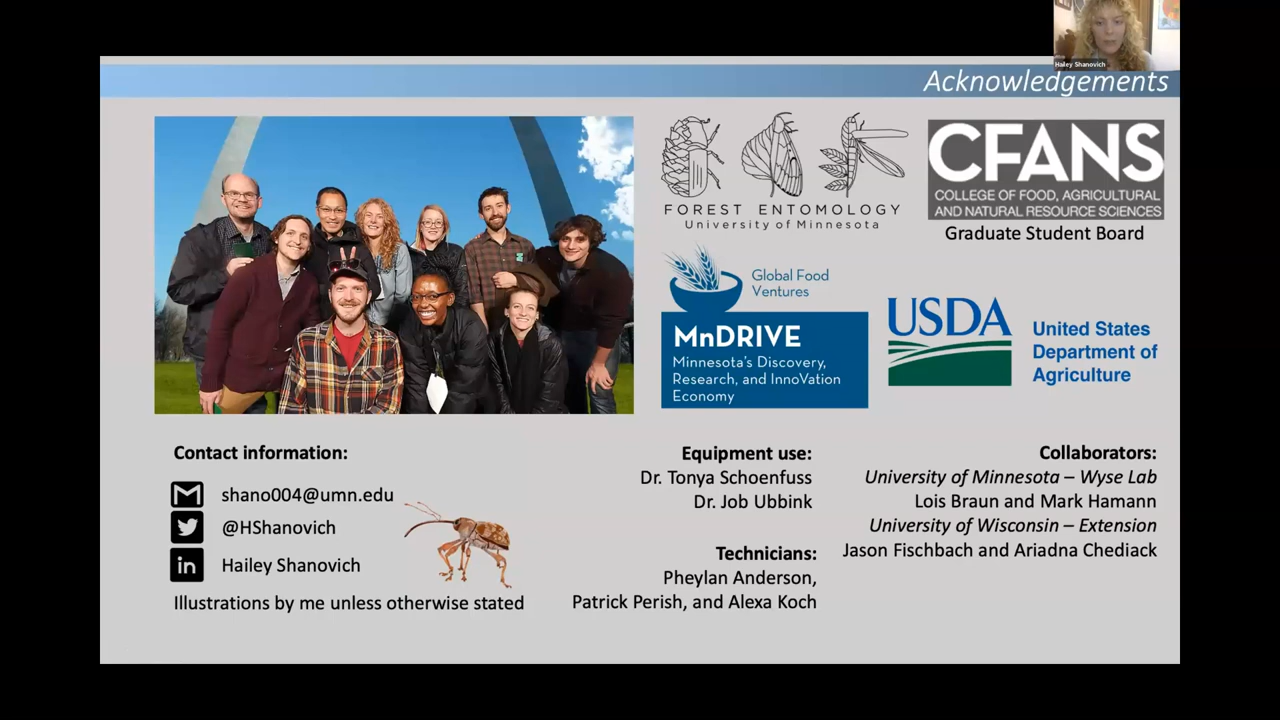 Hailey Shanovich
Acknowledgements
FOREST ENTOMOLOGY
University of Minnesota
CFANS
COLLEGE OF FOOD, AGRICULTURAL
AND NATURAL RESOURCE SCIENCES
Graduate Student Board
Global Food
Ventures
MnDRIVE
Minnesota's Discovery,
Research, and InnoVation
Economy
USDA
United States
Department of
Agriculture
Contact information:
shano004@umn.edu
@HShanovich
in
Hailey Shanovich
Illustrations by me unless otherwise stated
Equipment use:
Dr. Tonya Schoenfuss
Dr. Job Ubbink
Technicians:
Pheylan Anderson,
Patrick Perish, and Alexa Koch
Collaborators:
University of Minnesota – Wyse Lab
Lois Braun and Mark Hamann
University of Wisconsin – Extension
Jason Fischbach and Ariadna Chediack